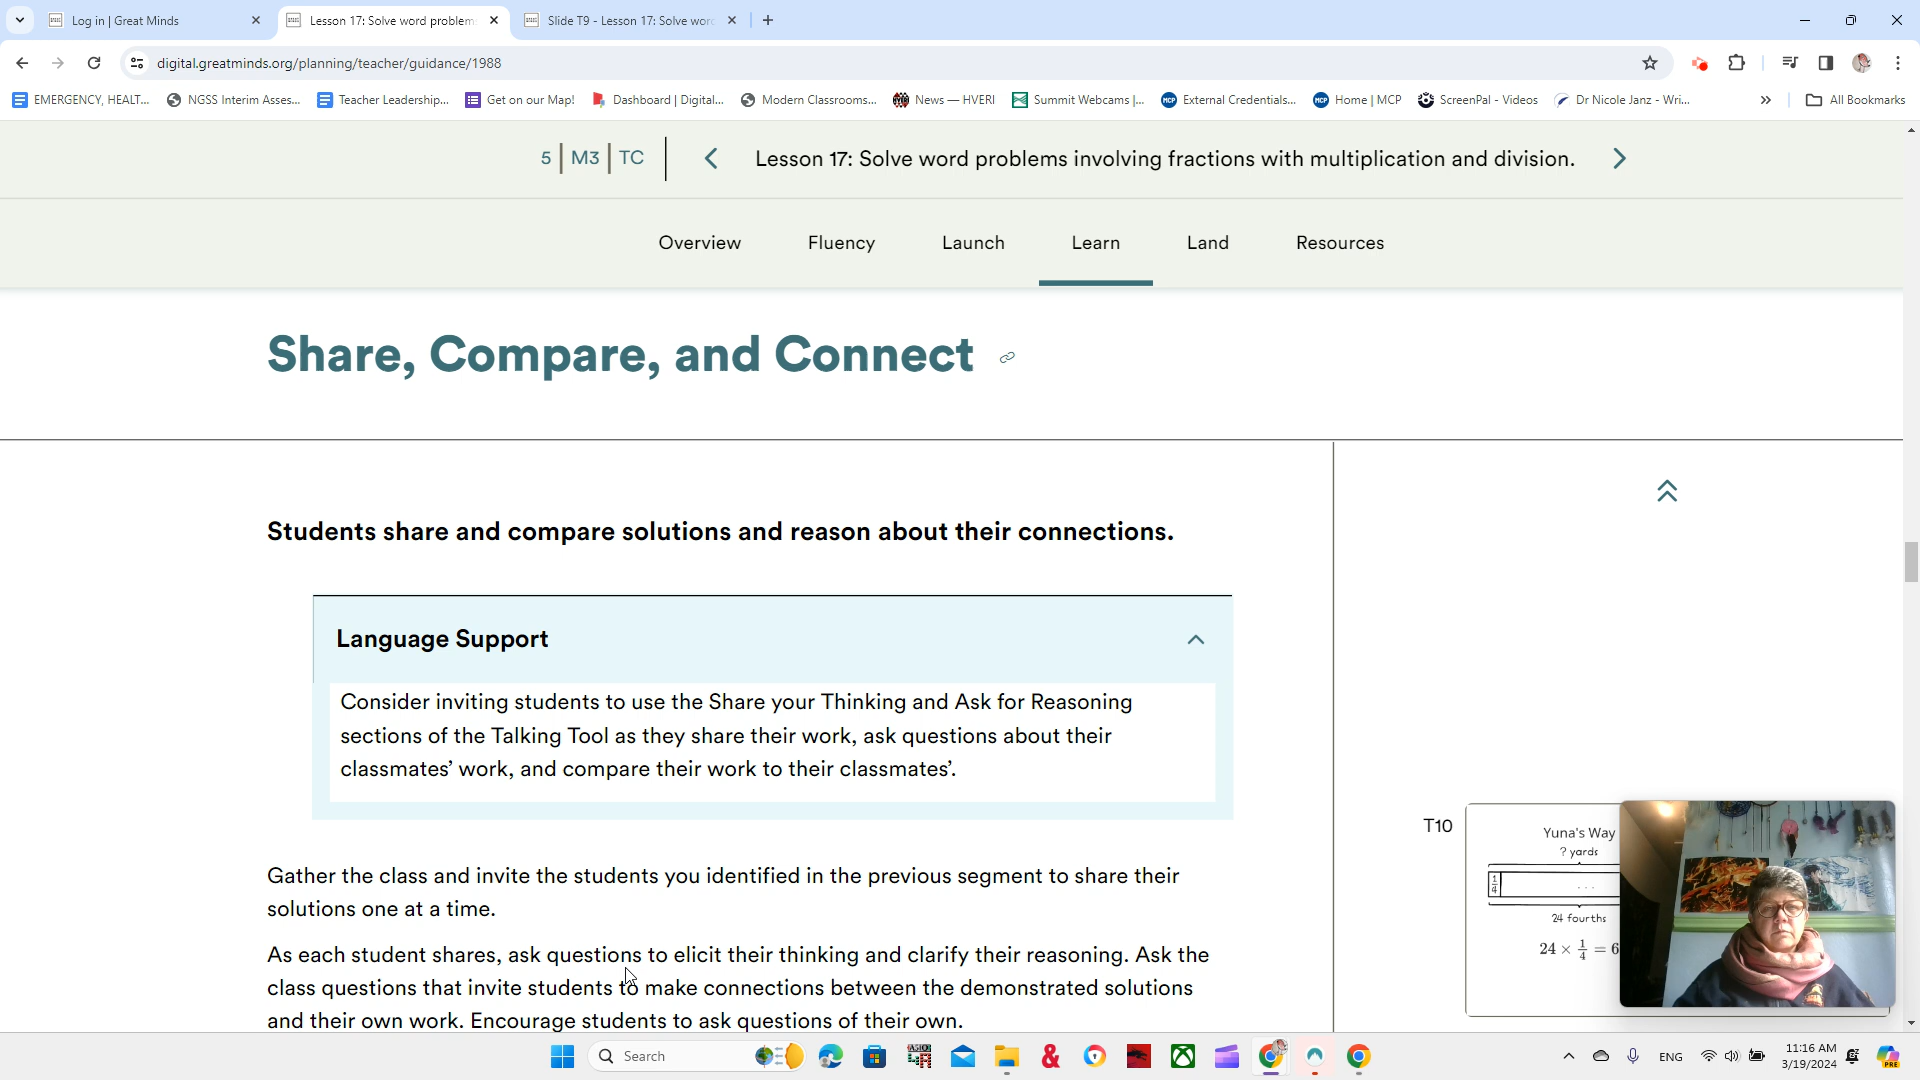 Log in | Great Minds
Lesson 17: Solve word problem
Slide T9 - Lesson 17: Solve wor
digital.greatminds.org/planning/teacher/guidance/1988
EMERGENCY, HEALT...
NGSS Interim Asses...
Teacher Leadership...
Get on our Map!
Dashboard | Digital...
Modern Classrooms...
News — HVERI
Summit Webcams |...
External Credentials...
Home | MCP
ScreenPal - Videos
Dr Nicole Janz - Wri...
All Bookmarks
5 | M3 | TC
Lesson 17: Solve word problems involving fractions with multiplication and division.
Overview
Fluency
Launch
Learn
Land
Resources
Share, Compare, and Connect
Students share and compare solutions and reason about their connections.
Language Support
Consider inviting students to use the Share your Thinking and Ask for Reasoning
sections of the Talking Tool as they share their work, ask questions about their
classmates’ work, and compare their work to their classmates’.
T10
Yuna's Way
? yards
1/4
...
24 fourths
24 × 1/4 = 6
Gather the class and invite the students you identified in the previous segment to share their
solutions one at a time.
As each student shares, ask questions to elicit their thinking and clarify their reasoning. Ask the
class questions that invite students to make connections between the demonstrated solutions
and their own work. Encourage students to ask questions of their own.
Search
ENG
11:16 AM
3/19/2024
PRE